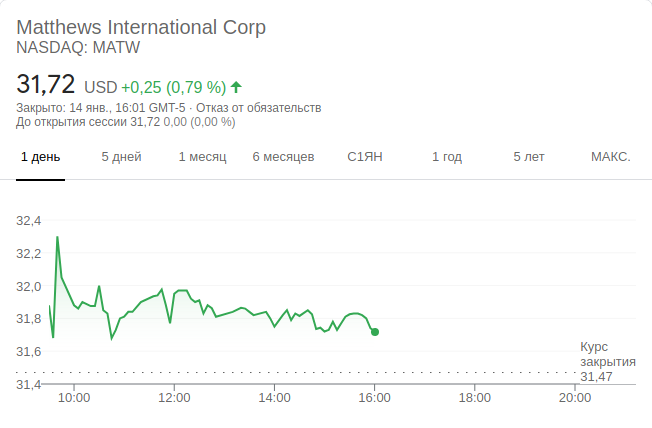 Matthews International Corp
NASDAQ: MATW
31,72 USD +0,25 (0,79 %)
Закрыто: 14 янв., 16:01 GMT-5 · Отказ от обязательств
До открытия сессии 31,72 0,00 (0,00 %)
1 день 5 дней 1 месяц 6 месяцев С1ЯН 1 год 5 лет МАКС.
32,4
32,2
32,0
31,8
31,6
Курс
закрытия
31,47
31,4
10:00 12:00 14:00 16:00 18:00 20:00